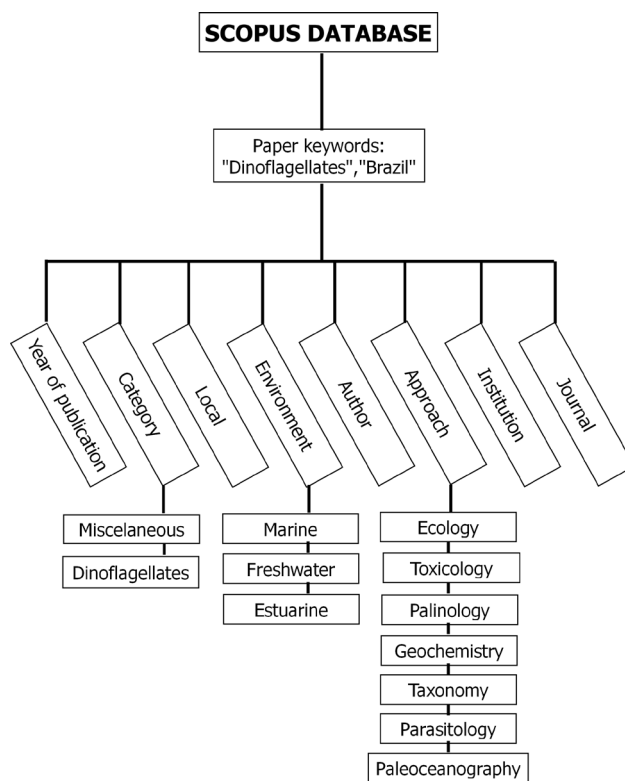 SCOPUS DATABASE
Paper keywords:
"Dinoflagellates","Brazil"
Year of publication
Category
Local
Environment
Author
Approach
Institution
Journal
Miscelaneous
Dinoflagellates
Marine
Freshwater
Estuarine
Ecology
Toxicology
Palinology
Geochemistry
Taxonomy
Parasitology
Paleoceanography